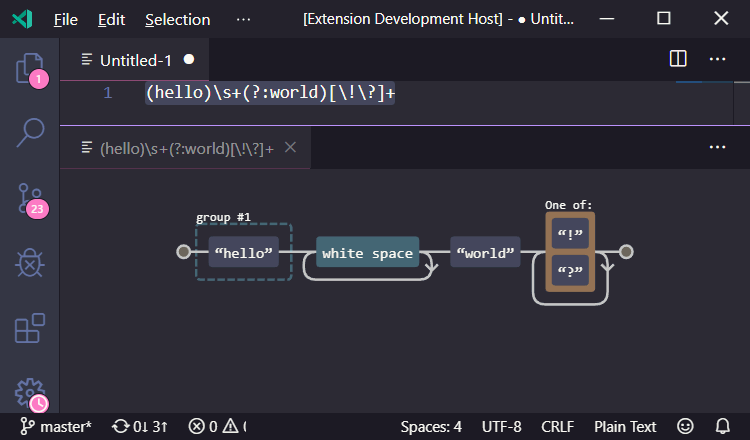 File Edit Selection ··· [Extension Development Host] - ● Untit...
Untitled-1 ● ···
1 (hello)\s+(?:world)[\!\?]+
(hello)\s+(?:world)[\!\?]+ ···
One of:
group #1
“!”
“hello” white space “world”
“?”
1
23
master* 0↓ 3↑ 0 Spaces: 4 UTF-8 CRLF Plain Text